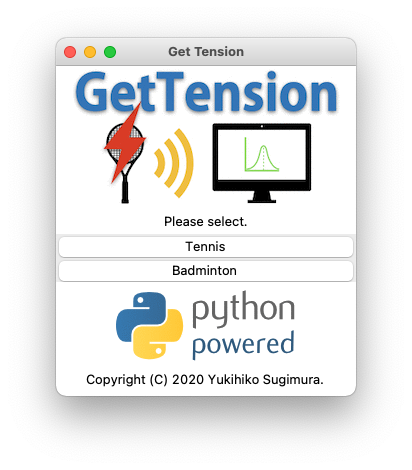 Get Tension
GetTension
Please select.
Tennis
Badminton
python
powered
Copyright (C) 2020 Yukihiko Sugimura.